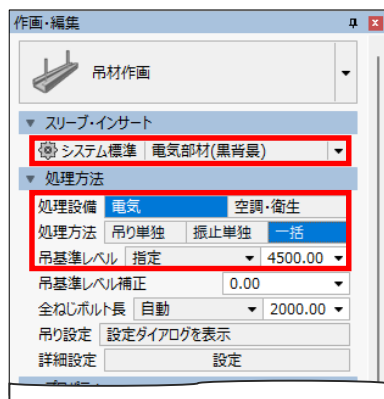 作画・編集
吊材作画
スリーブ・インサート
システム標準 電気部材(黒背景)
処理方法
処理設備 電気 空調・衛生
処理方法 吊り単独 振止単独 一括
吊基準レベル 指定 4500.00
吊基準レベル補正 0.00
全ねじボルト長 自動 2000.00
吊り設定 設定ダイアログを表示
詳細設定 設定